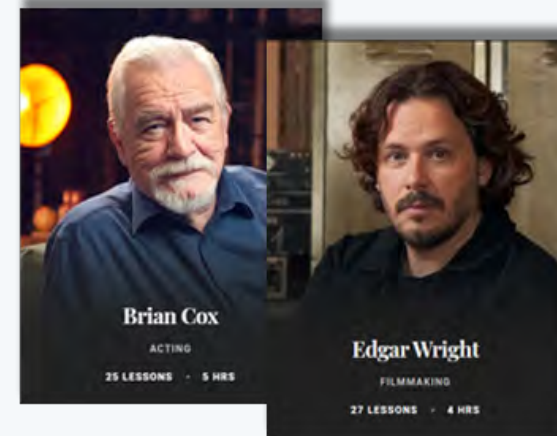 Brian Cox
ACTING
25 LESSONS · 5 HRS
Edgar Wright
FILMMAKING
27 LESSONS · 4 HRS